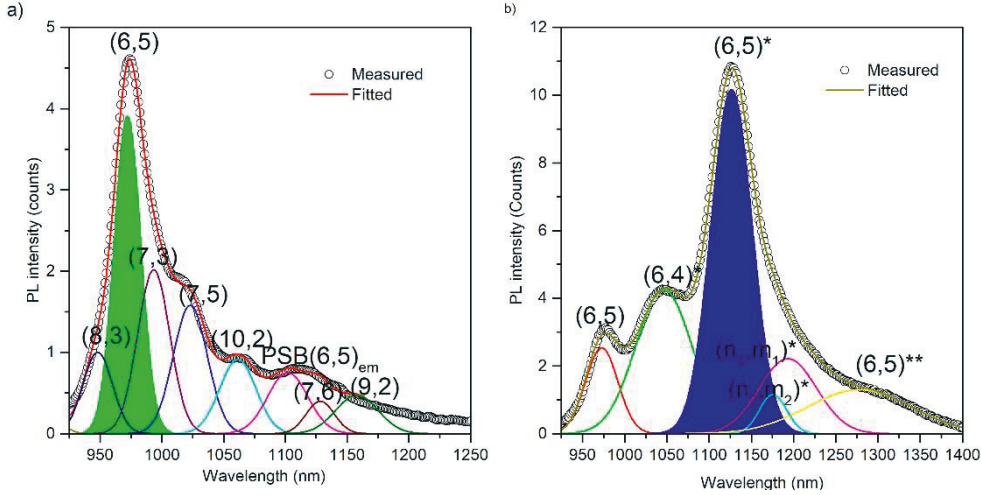 a)
b)
(6,5)
Measured
Fitted
(7,3)
(7,5)
(8,3)
(10,2)
PSB(6,5)em
(7,6)
(9,2)
PL intensity (counts)
5
4
3
2
1
0
950 1000 1050 1100 1150 1200 1250
Wavelength (nm)
(6,5)*
Measured
Fitted
(6,4)*
(6,5)
(n1,m1)*
(6,5)**
(n2,m2)*
PL intensity (Counts)
12
10
8
6
4
2
0
950 1000 1050 1100 1150 1200 1250 1300 1350 1400
Wavelength (nm)